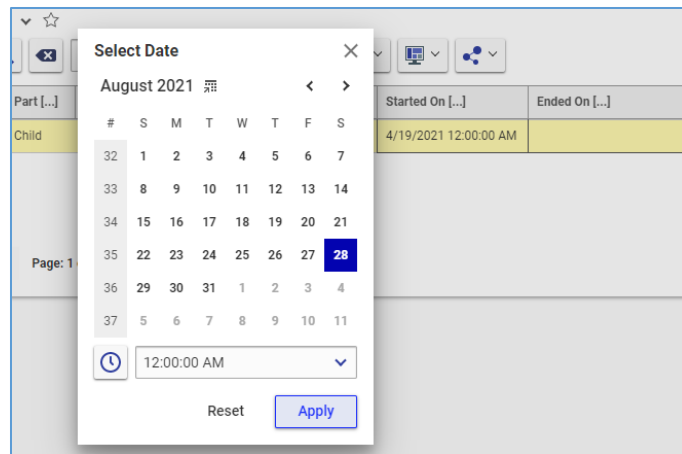 Select Date
August 2021
# S M T W T F S
32 1 2 3 4 5 6 7
33 8 9 10 11 12 13 14
34 15 16 17 18 19 20 21
35 22 23 24 25 26 27 28
36 29 30 31 1 2 3 4
37 5 6 7 8 9 10 11
12:00:00 AM
Reset Apply
Part [...] Started On [...] Ended On [...]
Child 4/19/2021 12:00:00 AM
Page: 1